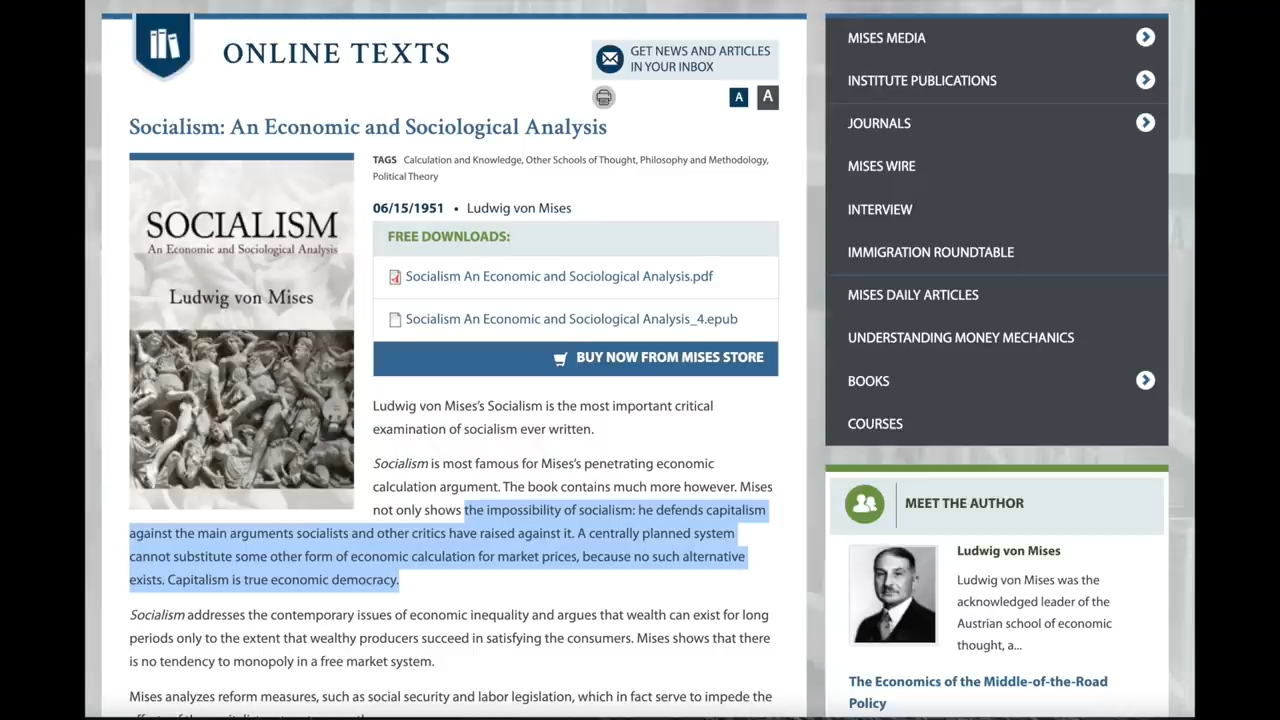 ONLINE TEXTS
GET NEWS AND ARTICLES
IN YOUR INBOX
A
A
Socialism: An Economic and Sociological Analysis
SOCIALISM
An Economic and Sociological Analysis
Ludwig von Mises
TAGS Calculation and Knowledge, Other Schools of Thought, Philosophy and Methodology,
Political Theory
06/15/1951 • Ludwig von Mises
FREE DOWNLOADS:
Socialism An Economic and Sociological Analysis.pdf
Socialism An Economic and Sociological Analysis_4.epub
BUY NOW FROM MISES STORE
Ludwig von Mises's Socialism is the most important critical
examination of socialism ever written.
Socialism is most famous for Mises's penetrating economic
calculation argument. The book contains much more however. Mises
not only shows the impossibility of socialism: he defends capitalism
against the main arguments socialists and other critics have raised against it. A centrally planned system
cannot substitute some other form of economic calculation for market prices, because no such alternative
exists. Capitalism is true economic democracy.
Socialism addresses the contemporary issues of economic inequality and argues that wealth can exist for long
periods only to the extent that wealthy producers succeed in satisfying the consumers. Mises shows that there
is no tendency to monopoly in a free market system.
Mises analyzes reform measures, such as social security and labor legislation, which in fact serve to impede the
MISES MEDIA
INSTITUTE PUBLICATIONS
JOURNALS
MISES WIRE
INTERVIEW
IMMIGRATION ROUNDTABLE
MISES DAILY ARTICLES
UNDERSTANDING MONEY MECHANICS
BOOKS
COURSES
MEET THE AUTHOR
Ludwig von Mises
Ludwig von Mises was the
acknowledged leader of the
Austrian school of economic
thought, a...
The Economics of the Middle-of-the-Road
Policy